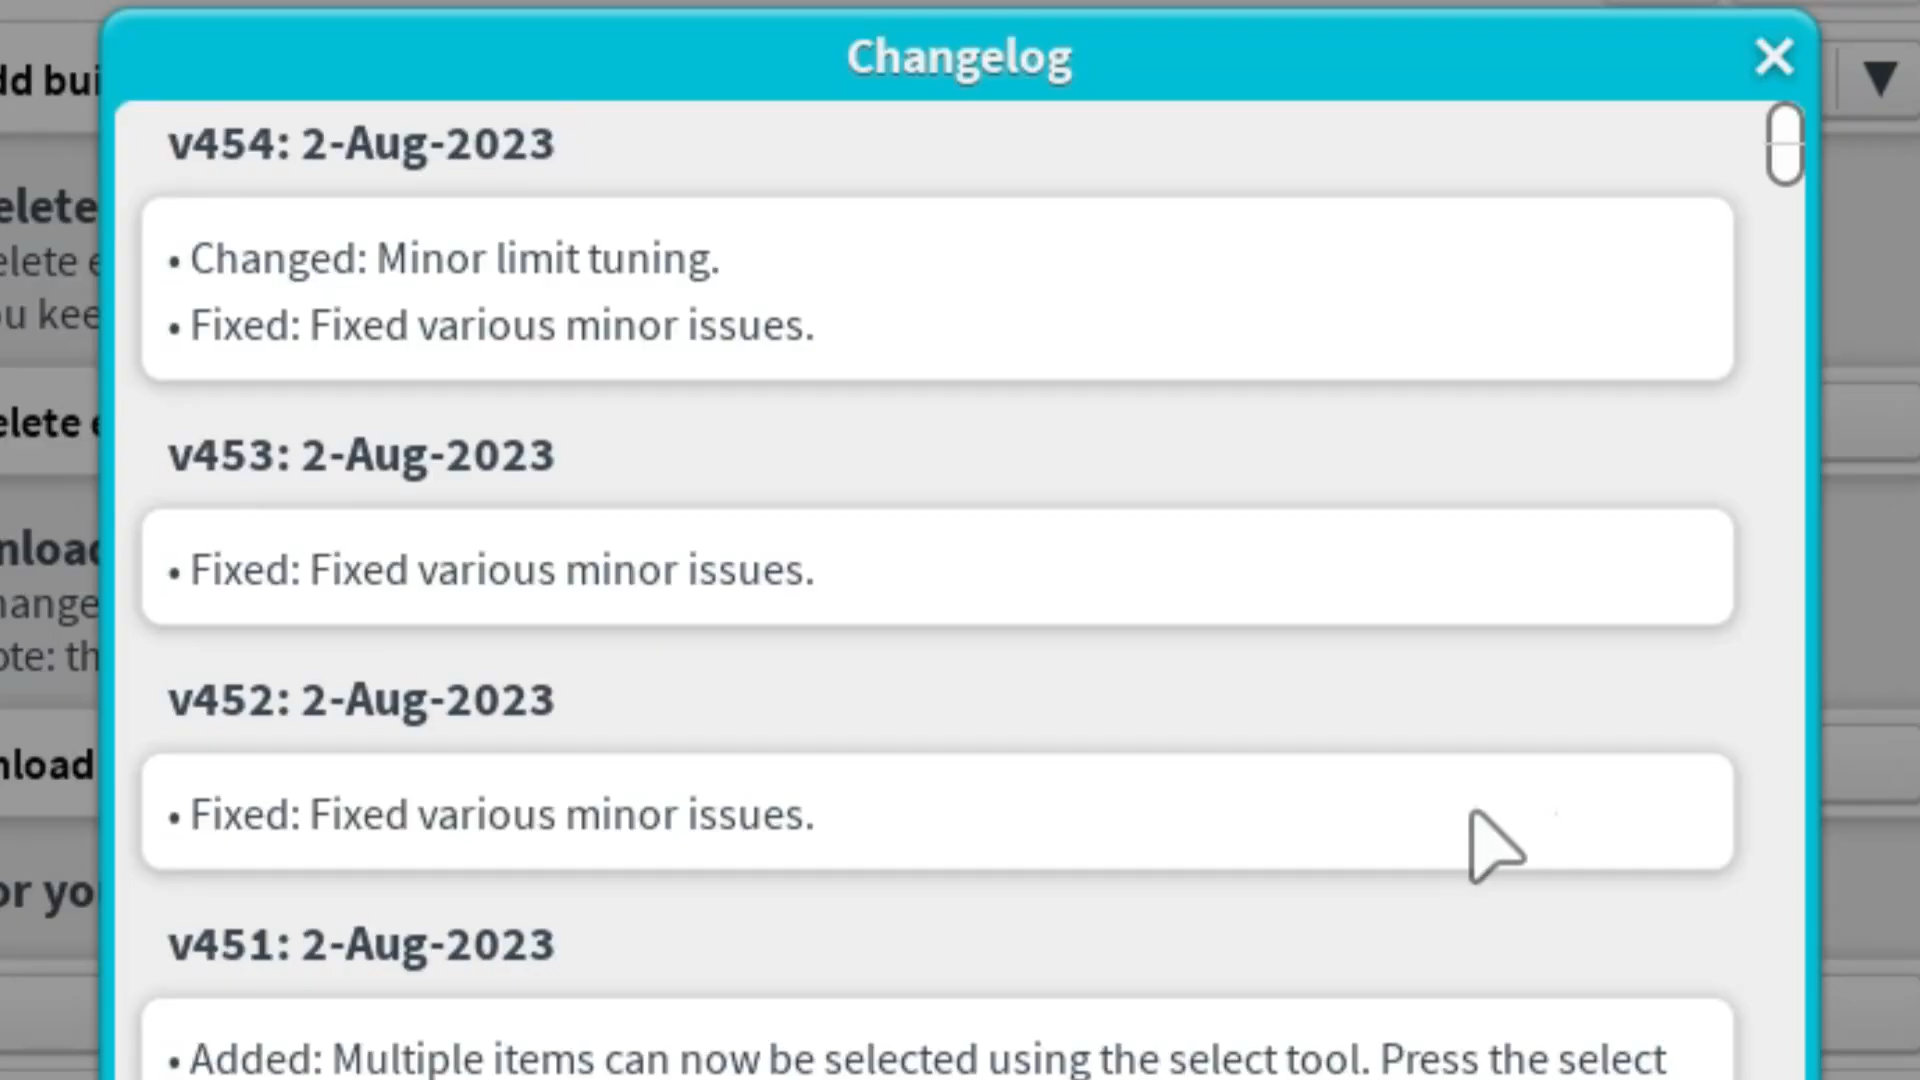 Changelog
v454: 2-Aug-2023
• Changed: Minor limit tuning.
• Fixed: Fixed various minor issues.
v453: 2-Aug-2023
• Fixed: Fixed various minor issues.
v452: 2-Aug-2023
• Fixed: Fixed various minor issues.
v451: 2-Aug-2023
• Added: Multiple items can now be selected using the select tool. Press the select